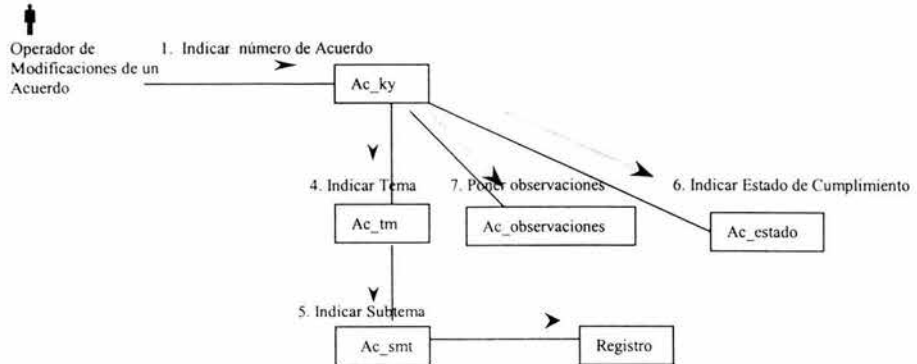 Operador de
Modificaciones de un
Acuerdo
1. Indicar número de Acuerdo
Ac_ky
4. Indicar Tema
7. Poner observaciones
6. Indicar Estado de Cumplimiento
Ac_tm
Ac_observaciones
Ac_estado
5. Indicar Subtema
Ac_smt
Registro